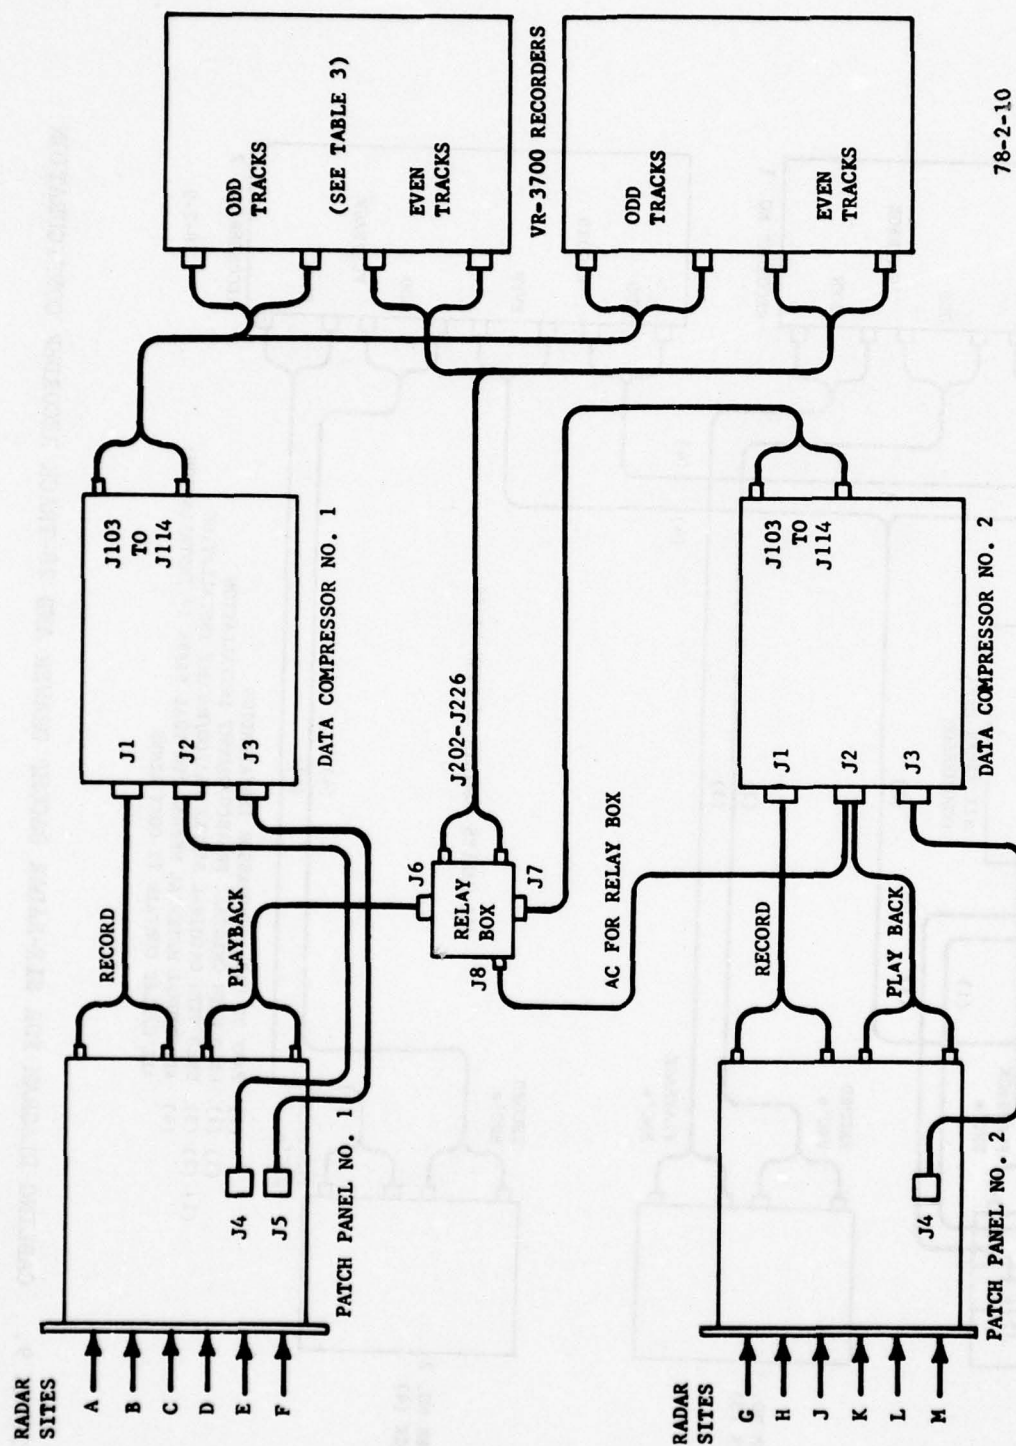 RADAR
SITES
A
B
C
D
E
F
J4
J5
PATCH PANEL NO. 1
RECORD
PLAYBACK
J1
J2
J3
J103
TO
J114
DATA COMPRESSOR NO. 1
ODD
TRACKS
(SEE TABLE 3)
EVEN
TRACKS
VR-3700 RECORDERS
ODD
TRACKS
EVEN
TRACKS
J6
J202-J226
RELAY
BOX
J7
J8
AC FOR RELAY BOX
RADAR
SITES
G
H
J
K
L
M
J4
PATCH PANEL NO. 2
RECORD
PLAY BACK
J1
J2
J3
J103
TO
J114
DATA COMPRESSOR NO. 2
78-2-10